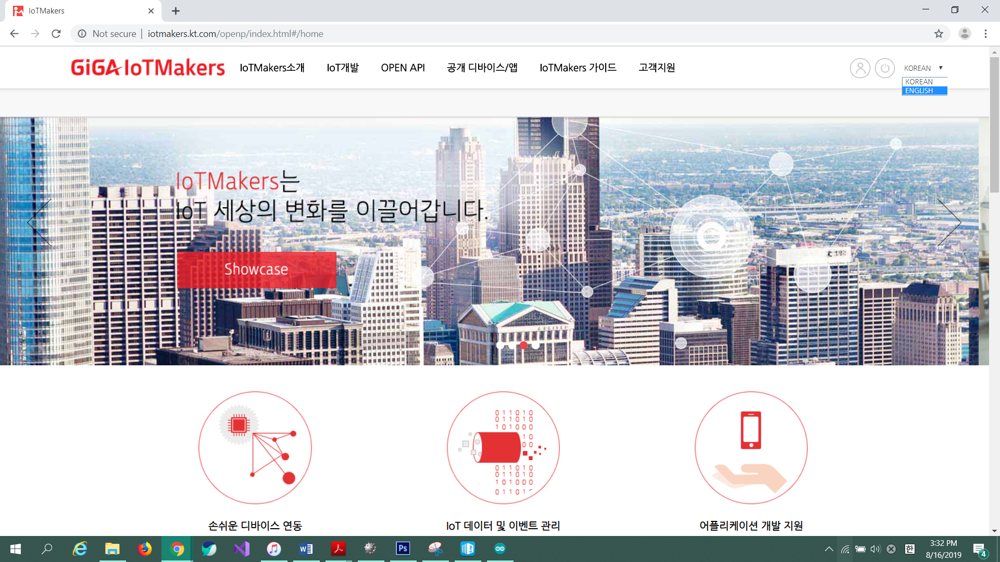 IoTMakers
Not secure | iotmakers.kt.com/openp/index.html#/home
GiGA IoTMakers
IoTMakers소개 IoT개발 OPEN API 공개 디바이스/앱 IoTMakers 가이드 고객지원
KOREAN ▼
KOREAN
ENGLISH
IoTMakers는
IoT 세상의 변화를 이끌어갑니다.
Showcase
0 1 1 0 1 0
0 1 1 0 1 0
1 0 1 0 0 0
1 0
0 0
0 1 1 0 1 0
0 1 1 0 1 0
1 0 1 0 0 0
0 1 1 0 1
손쉬운 디바이스 연동
IoT 데이터 및 이벤트 관리
어플리케이션 개발 지원
W
Ps
한
3:32 PM
8/16/2019
4